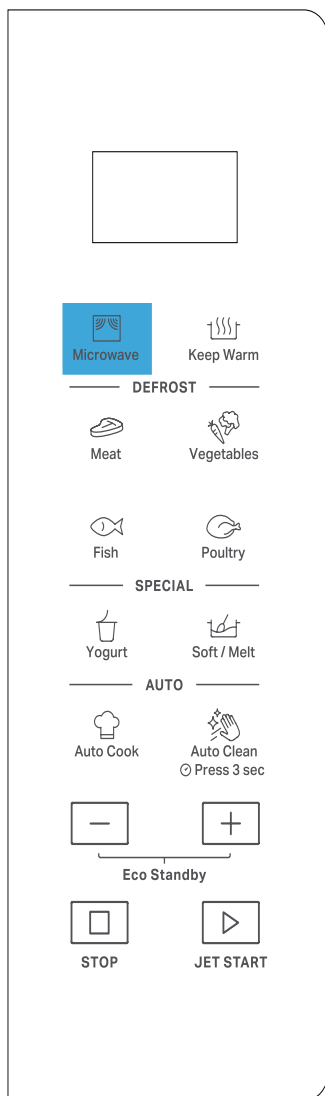 Microwave
Keep Warm
DEFROST
Meat
Vegetables
Fish
Poultry
SPECIAL
Yogurt
Soft / Melt
AUTO
Auto Cook
Auto Clean
Press 3 sec
Eco Standby
STOP
JET START